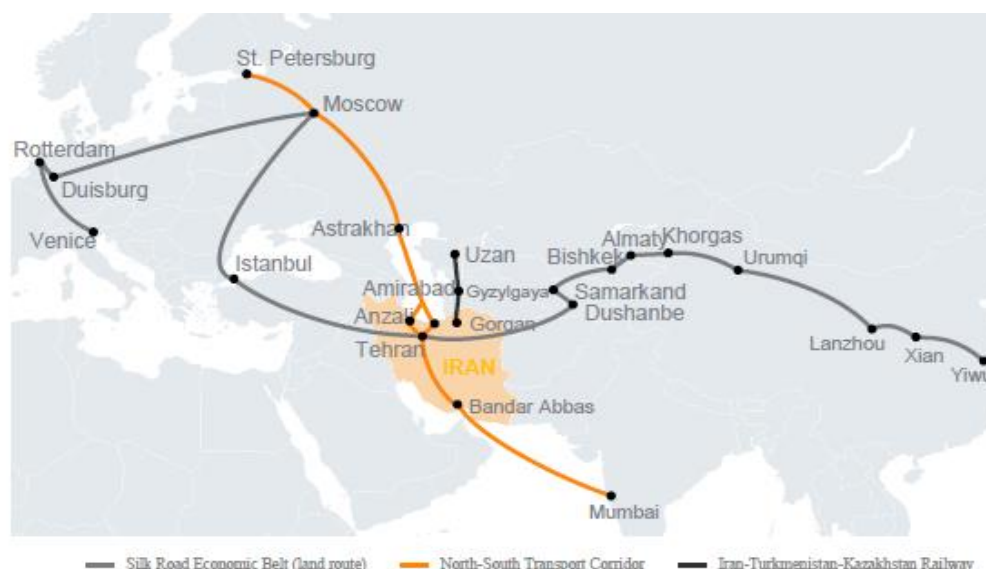 St. Petersburg
Moscow
Rotterdam
Duisburg
Venice
Astrakhan
Istanbul
Uzan
Amirabad
Gyzylgaya
Anzali
Gorgan
Tehran
IRAN
Bandar Abbas
Mumbai
Bishkek
Almaty
Khorgas
Urumqi
Samarkand
Dushanbe
Lanzhou
Xian
Yiwu
Silk Road Economic Belt (land route)
North-South Transport Corridor
Iran-Turkmenistan-Kazakhstan Railway